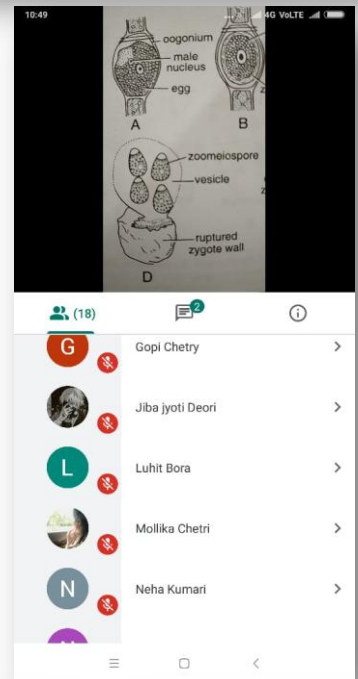 10:49
4G VoLTE
oogonium
male
nucleus
egg
A
B
zoomeiospore
vesicle
ruptured
zygote wall
D
(18)
2
G
Gopi Chetry
Jiba jyoti Deori
L
Luhit Bora
Mollika Chetri
N
Neha Kumari